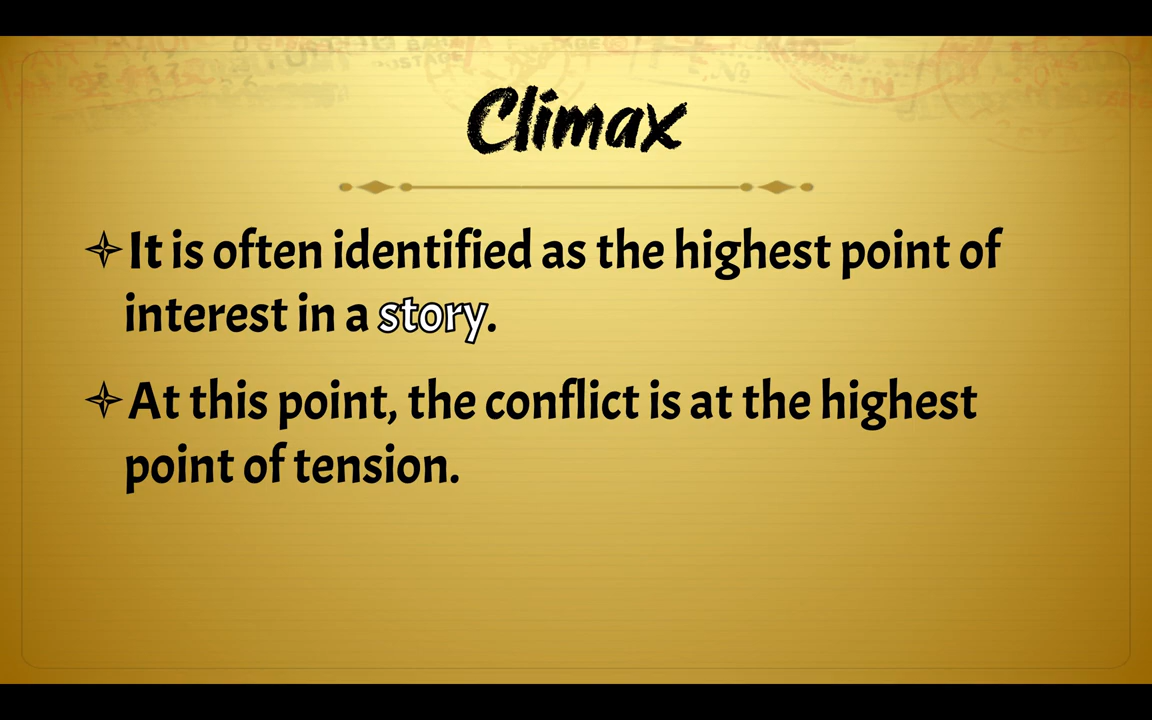 Climax
It is often identified as the highest point of
interest in a story.
At this point, the conflict is at the highest
point of tension.